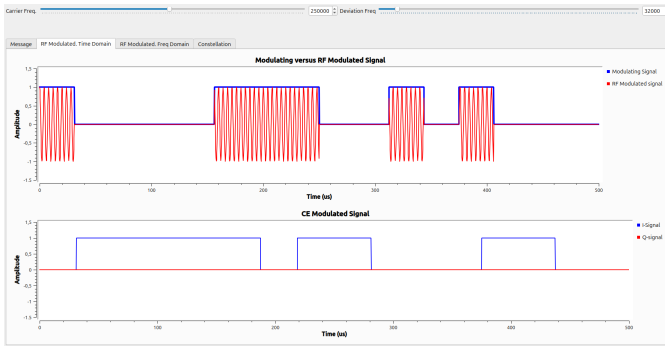 Carrier Freq. 250000 Deviation Freq 32000
Message RF Modulated. Time Domain RF Modulated. Freq Domain Constellation
Modulating versus RF Modulated Signal
1,5
1
0,5
0
-0,5
-1
-1,5
Amplitude
0 100 200 300 400 500
Time (us)
Modulating Signal
RF Modulated signal
CE Modulated Signal
1,5
1
0,5
0
-0,5
-1
-1,5
Amplitude
0 100 200 300 400 500
Time (us)
I-Signal
Q-signal